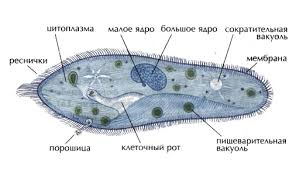 цитоплазма
малое ядро
большое ядро
сократительная
вакуоль
реснички
мембрана
порошица
клеточный рот
пищеварительная
вакуоль